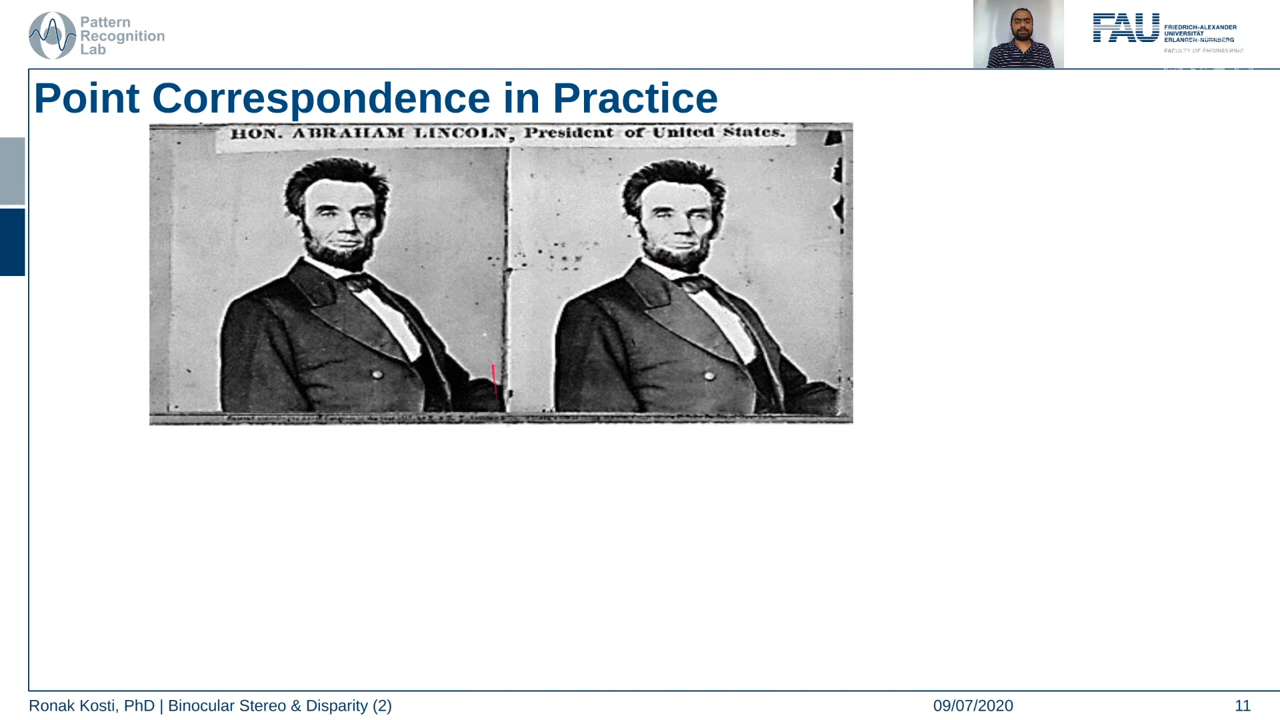 Pattern
Recognition
Lab
FAU
FRIEDRICH-ALEXANDER
UNIVERSITÄT
ERLANGEN-NÜRNBERG
FACULTY OF ENGINEERING
Point Correspondence in Practice
HON. ABRAHAM LINCOLN, President of United States.
Ronak Kosti, PhD | Binocular Stereo & Disparity (2)
09/07/2020
11